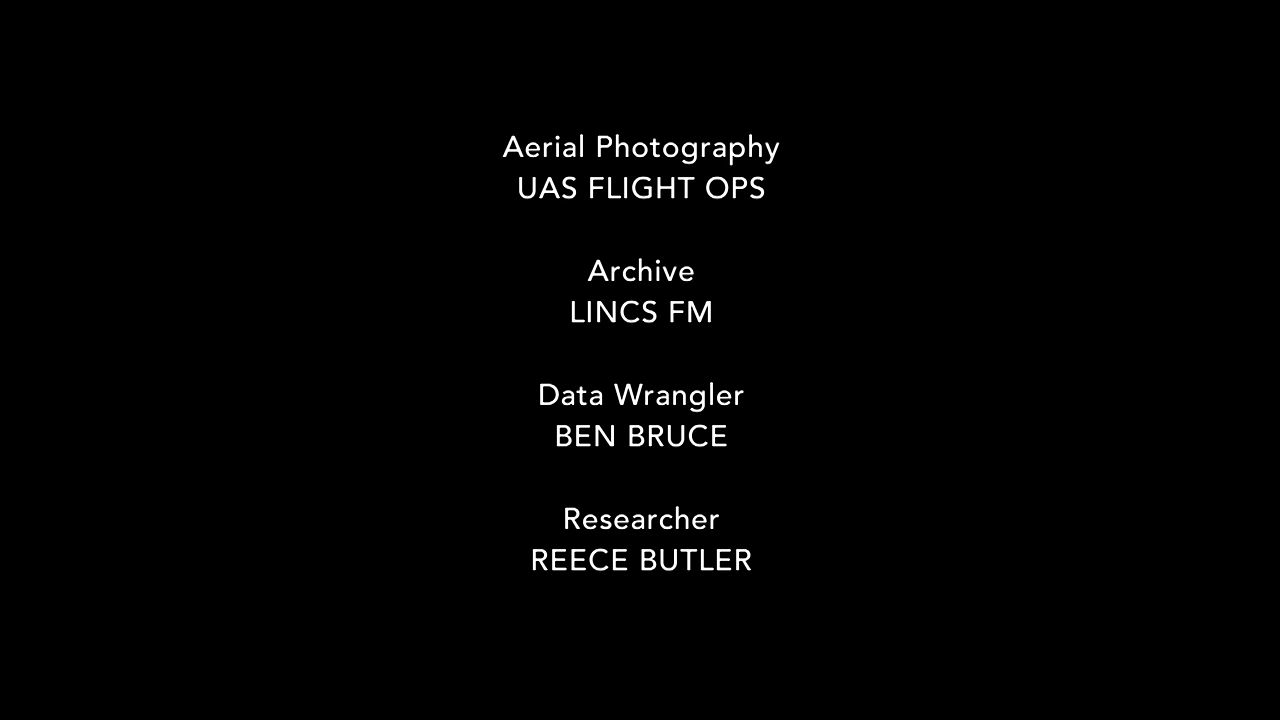 Aerial Photography
UAS FLIGHT OPS
Archive
LINCS FM
Data Wrangler
BEN BRUCE
Researcher
REECE BUTLER